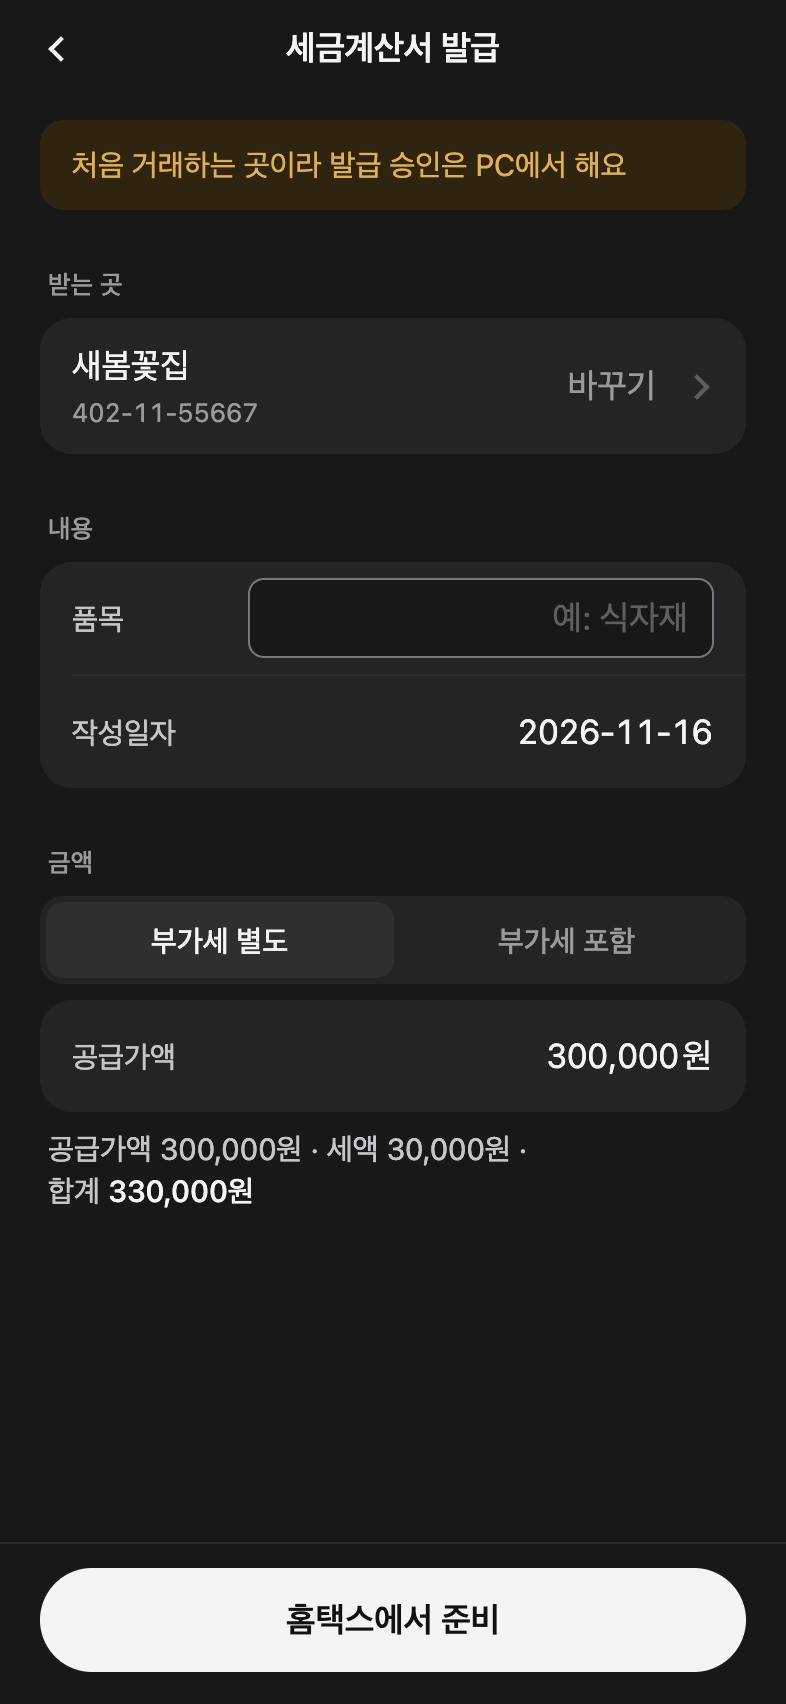 세금계산서 발급
처음 거래하는 곳이라 발급 승인은 PC에서 해요
받는 곳
새봄꽃집
402-11-55667
바꾸기
내용
품목
예: 식자재
작성일자
2026-11-16
금액
부가세 별도
부가세 포함
공급가액
300,000원
공급가액 300,000원 · 세액 30,000원 ·
합계 330,000원
홈택스에서 준비